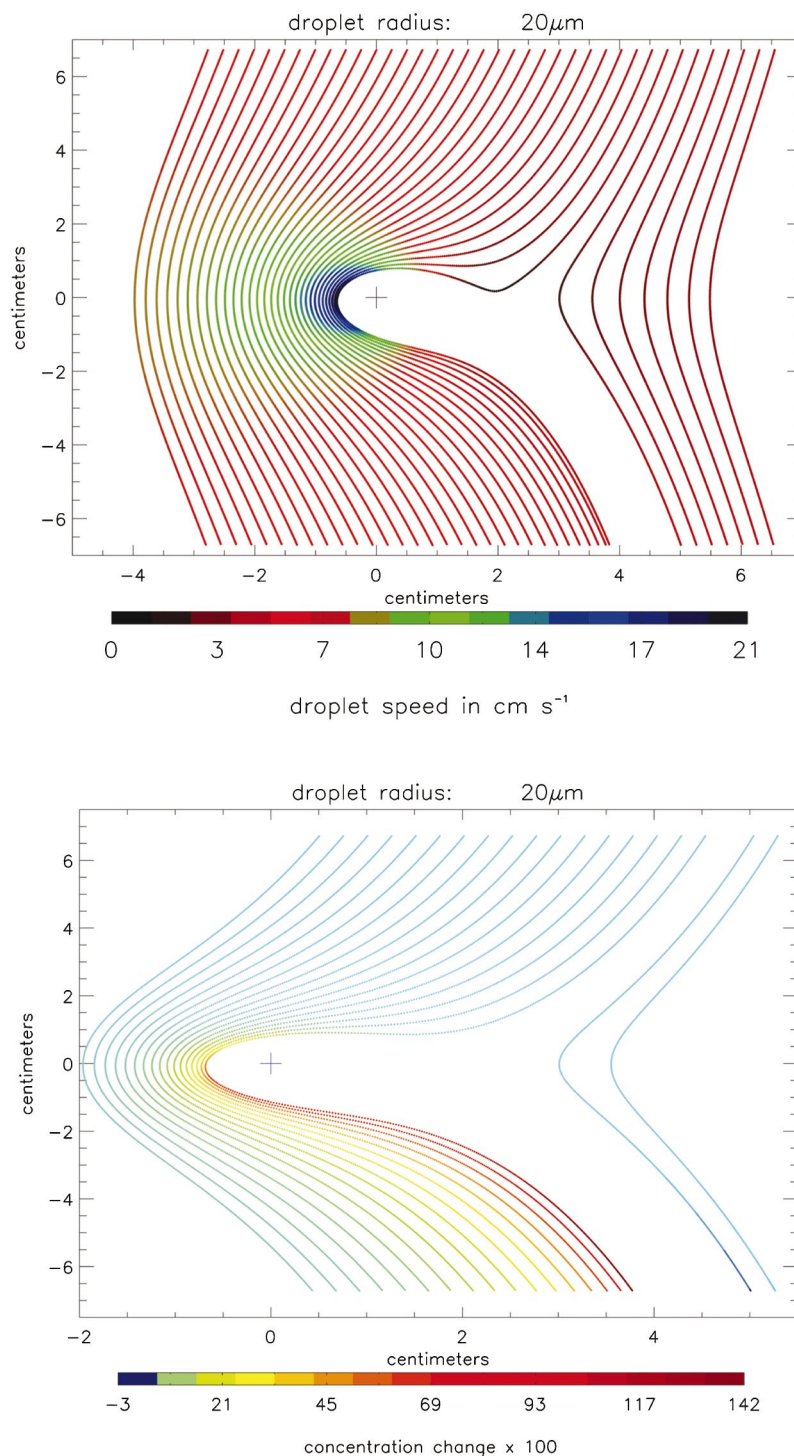 droplet radius: 20μm
6
4
2
0
−2
−4
−6
centimeters
−4 −2 0 2 4 6
centimeters
0 3 7 10 14 17 21
droplet speed in cm s⁻¹
droplet radius: 20μm
6
4
2
0
−2
−4
−6
centimeters
−2 0 2 4
centimeters
−3 21 45 69 93 117 142
concentration change x 100